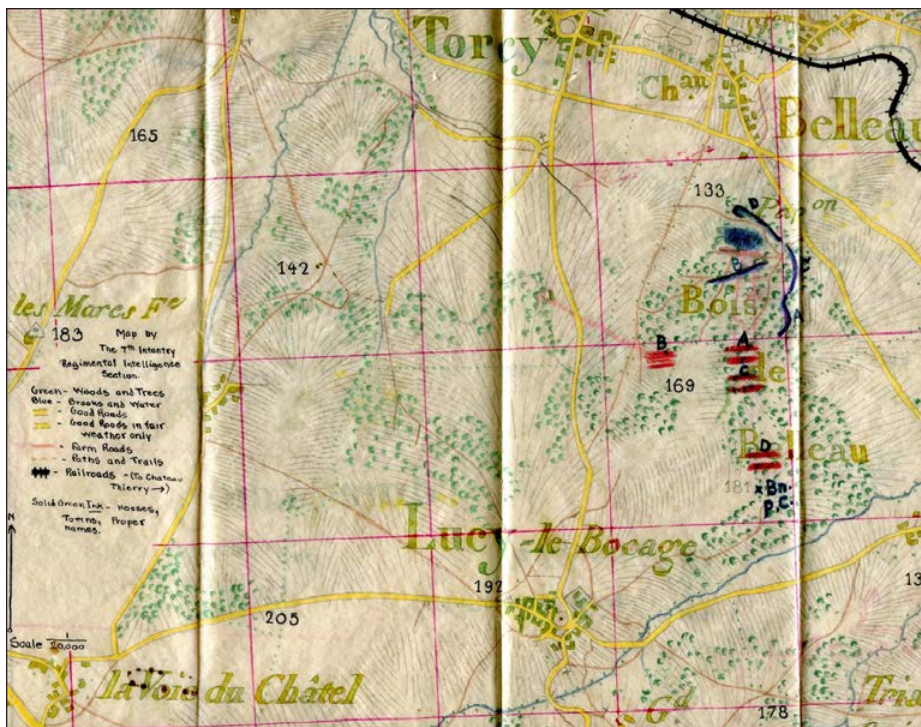 Torcy
Chau
Belleau
165
133
Pavon
D
B
A
142
Bois
les Mares Fe
183
Map by
The 7th Infantry
Regimental Intelligence
Section.
Green - Woods and Trees
Blue - Brooks and Water
- Good Roads
- Good Roads in fair
weather only
- Farm Roads
- Paths and Trails
- Railroads - (To Chateau
Thierry →)
Solid Green Ink - Houses,
Towns, Proper
names.
N
Scale 1/20,000
B
A
C
de
169
D
Belleau
181
x Bn.
P.C.
Lucy-le-Bocage
192
205
la Voie du Châtel
Gd
178